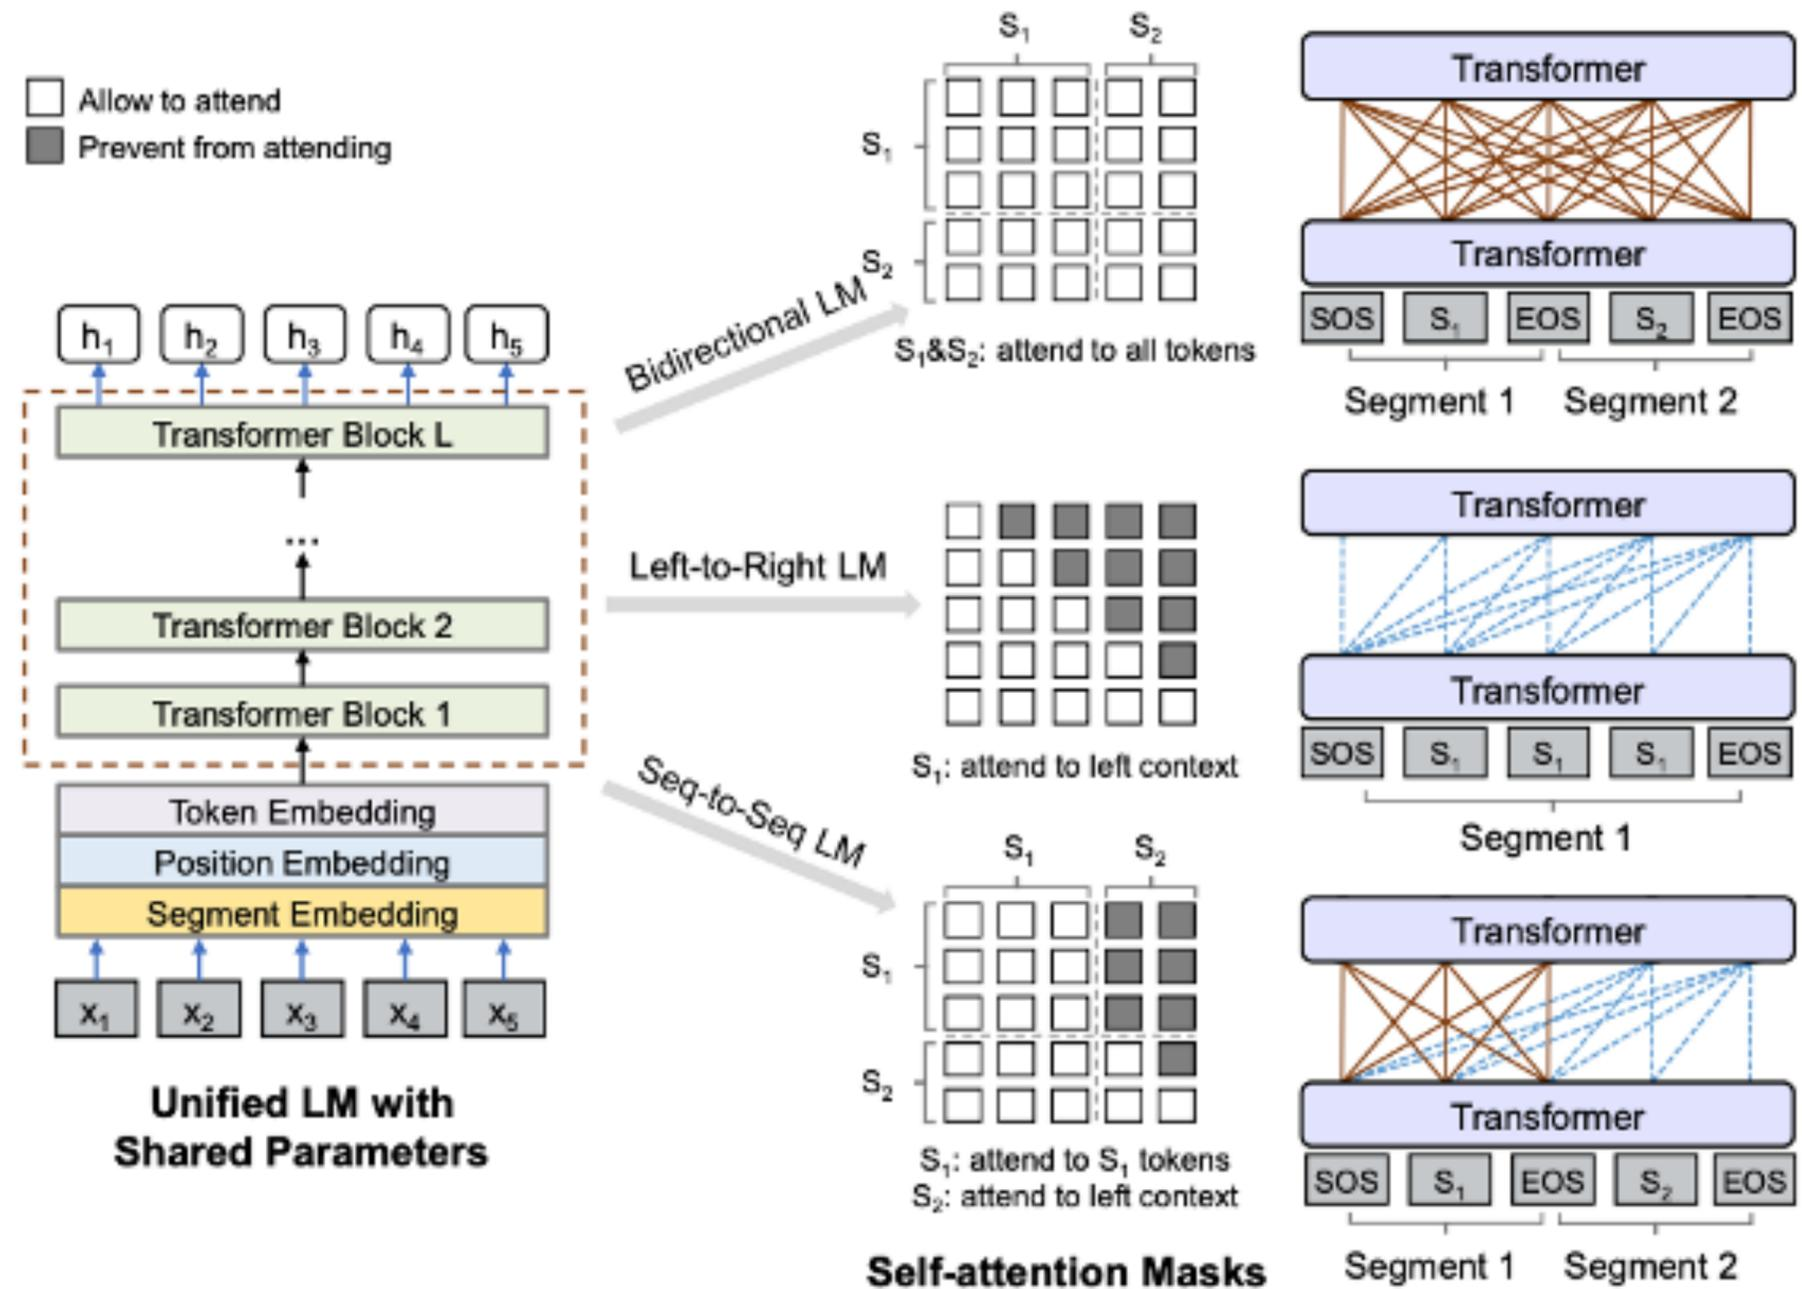 Allow to attend
Prevent from attending
h1 h2 h3 h4 h5
Transformer Block L
...
Transformer Block 2
Transformer Block 1
Token Embedding
Position Embedding
Segment Embedding
x1 x2 x3 x4 x5
Unified LM with
Shared Parameters
Bidirectional LM
Left-to-Right LM
Seq-to-Seq LM
S1 S2
S1
S2
S1&S2: attend to all tokens
S1: attend to left context
S1 S2
S1
S2
S1: attend to S1 tokens
S2: attend to left context
Self-attention Masks
Transformer
Transformer
SOS S1 EOS S2 EOS
Segment 1 Segment 2
Transformer
Transformer
SOS S1 S1 S1 EOS
Segment 1
Transformer
Transformer
SOS S1 EOS S2 EOS
Segment 1 Segment 2